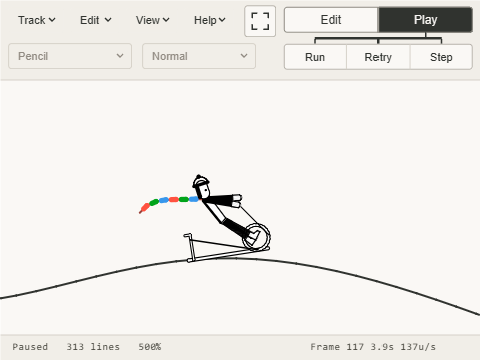 Track Edit View Help Edit Play
Pencil Normal Run Retry Step
Paused 313 lines 500% Frame 117 3.9s 137u/s